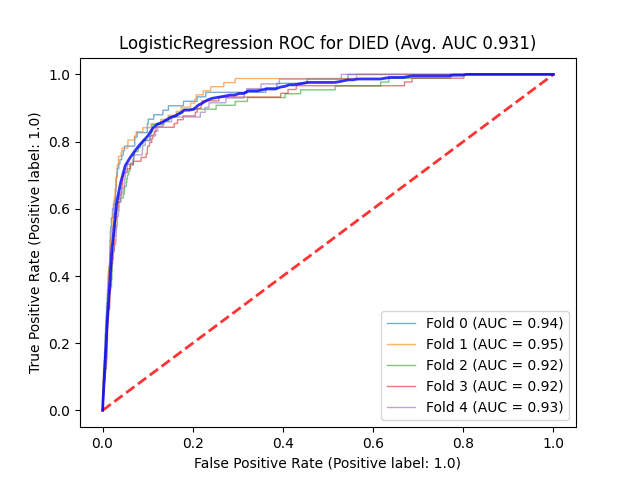 LogisticRegression ROC for DIED (Avg. AUC 0.931)
True Positive Rate (Positive label: 1.0)
1.0
0.8
0.6
0.4
0.2
0.0
Fold 0 (AUC = 0.94)
Fold 1 (AUC = 0.95)
Fold 2 (AUC = 0.92)
Fold 3 (AUC = 0.92)
Fold 4 (AUC = 0.93)
0.0 0.2 0.4 0.6 0.8 1.0
False Positive Rate (Positive label: 1.0)